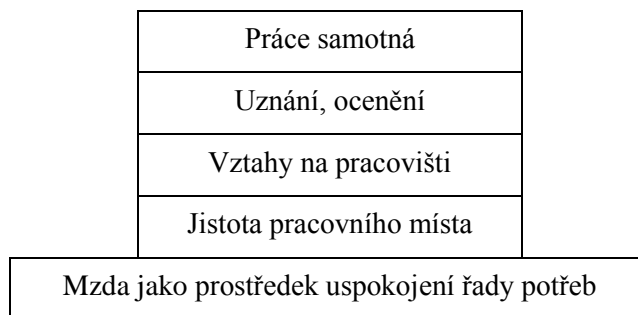 Práce samotná
Uznání, ocenění
Vztahy na pracovišti
Jistota pracovního místa
Mzda jako prostředek uspokojení řady potřeb